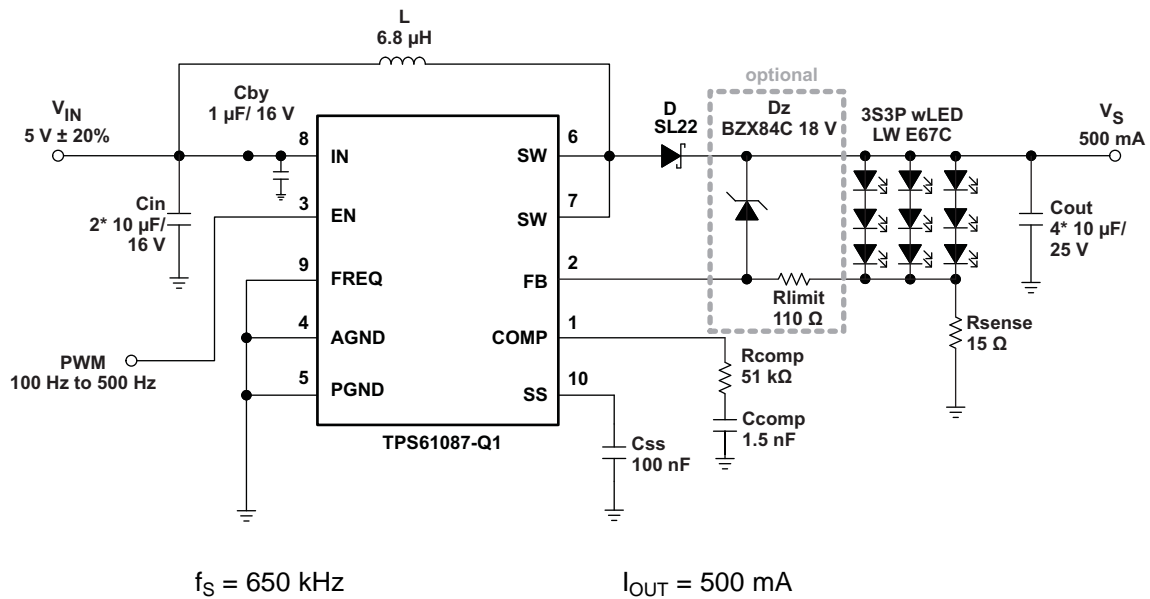 L
6.8 µH
optional
Cby
1 µF/ 16 V
VIN
5 V ± 20%
D
SL22
Dz
BZX84C 18 V
3S3P wLED
LW E67C
VS
500 mA
8
IN
6
SW
Cin
2* 10 µF/
16 V
3
EN
7
SW
Cout
4* 10 µF/
25 V
9
FREQ
2
FB
Rlimit
110 Ω
4
AGND
1
COMP
Rsense
15 Ω
PWM
100 Hz to 500 Hz
5
PGND
10
SS
Rcomp
51 kΩ
Ccomp
1.5 nF
TPS61087-Q1
Css
100 nF
fS = 650 kHz
IOUT = 500 mA